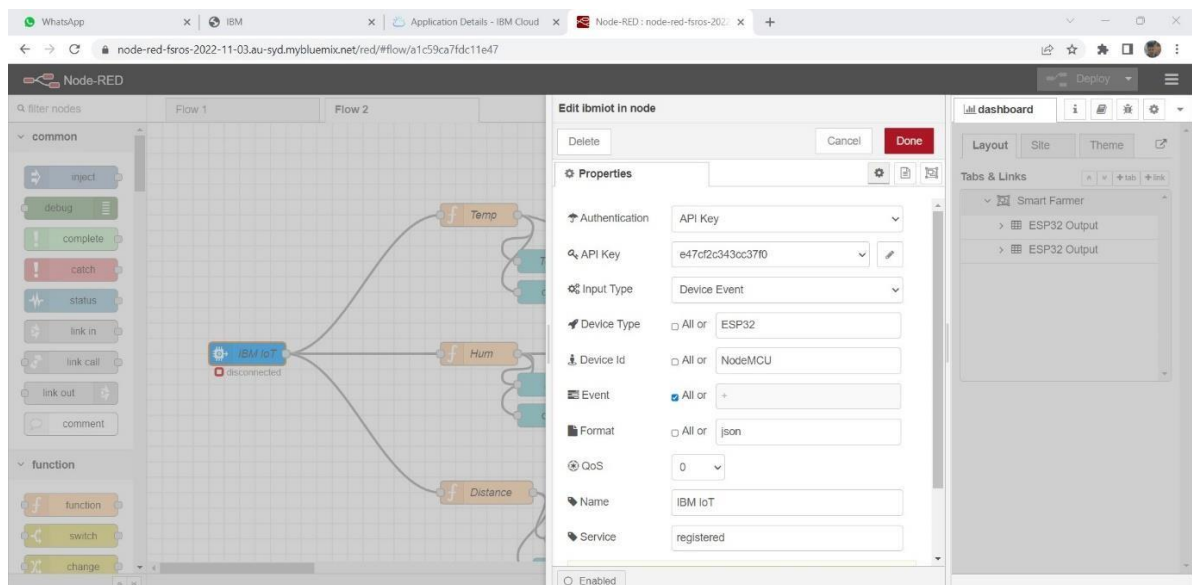 WhatsApp
IBM
Application Details - IBM Cloud
Node-RED : node-red-fsros-202
node-red-fsros-2022-11-03.au-syd.mybluemix.net/red/#flow/a1c59ca7fdc11e47
Node-RED
Deploy
filter nodes
Flow 1
Flow 2
Edit ibmiot in node
dashboard
common
Delete
Cancel
Done
Layout
Site
Theme
inject
Properties
Tabs & Links
+ tab
+ link
debug
Smart Farmer
complete
Temp
Authentication
API Key
ESP32 Output
catch
API Key
e47cf2c343cc37f0
ESP32 Output
status
Input Type
Device Event
link in
Device Type
All or
ESP32
link call
IBM IoT
Hum
Device Id
All or
NodeMCU
disconnected
link out
Event
All or
+
comment
Format
All or
json
function
QoS
0
function
Distance
Name
IBM IoT
switch
Service
registered
change
Enabled